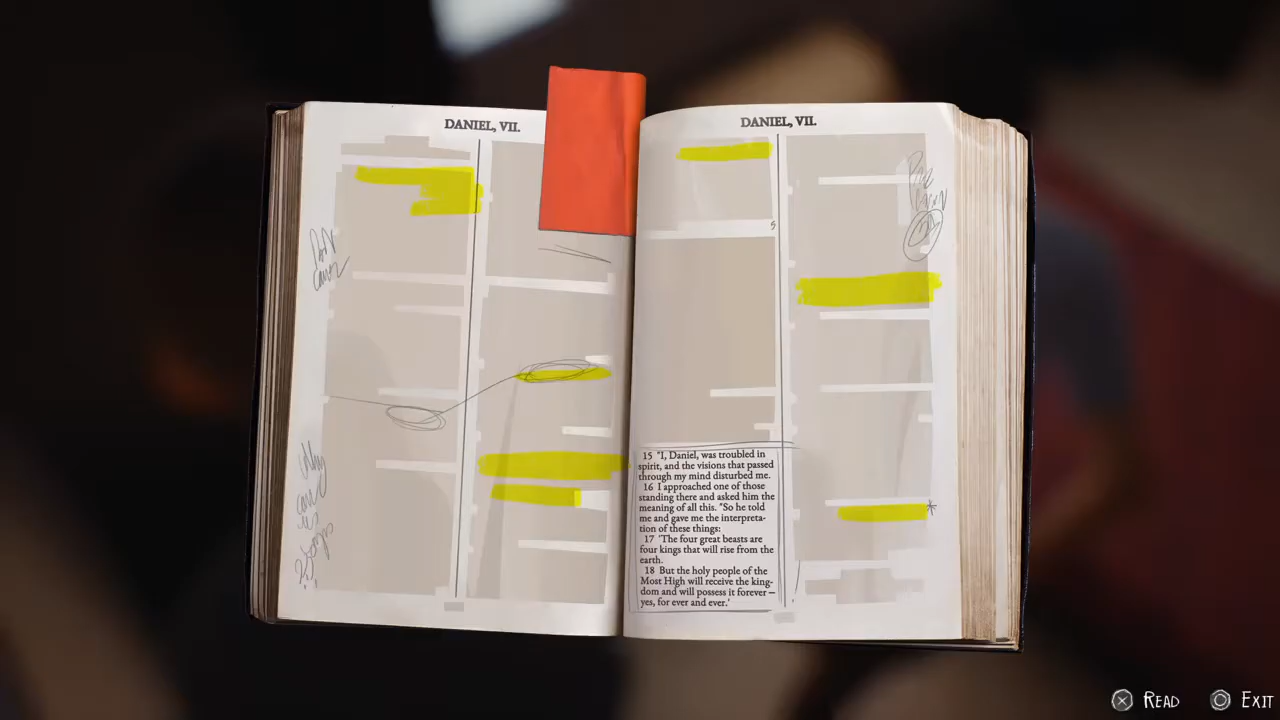 DANIEL, VII.
DANIEL, VII.
5
15 "I, Daniel, was troubled in
spirit, and the visions that passed
through my mind disturbed me.
16 I approached one of those
standing there and asked him the
meaning of all this. "So he told
me and gave me the interpreta-
tion of these things:
17 'The four great beasts are
four kings that will rise from the
earth.
18 But the holy people of the
Most High will receive the king-
dom and will possess it forever –
yes, for ever and ever.'
READ
EXIT